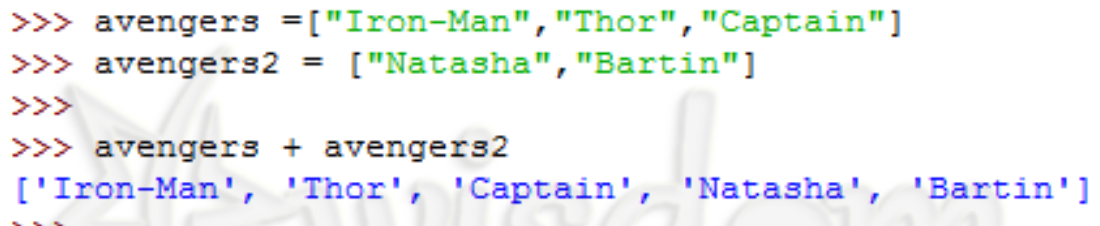 >>> avengers =["Iron-Man","Thor","Captain"]
>>> avengers2 = ["Natasha","Bartin"]
>>>
>>> avengers + avengers2
['Iron-Man', 'Thor', 'Captain', 'Natasha', 'Bartin']
>>>